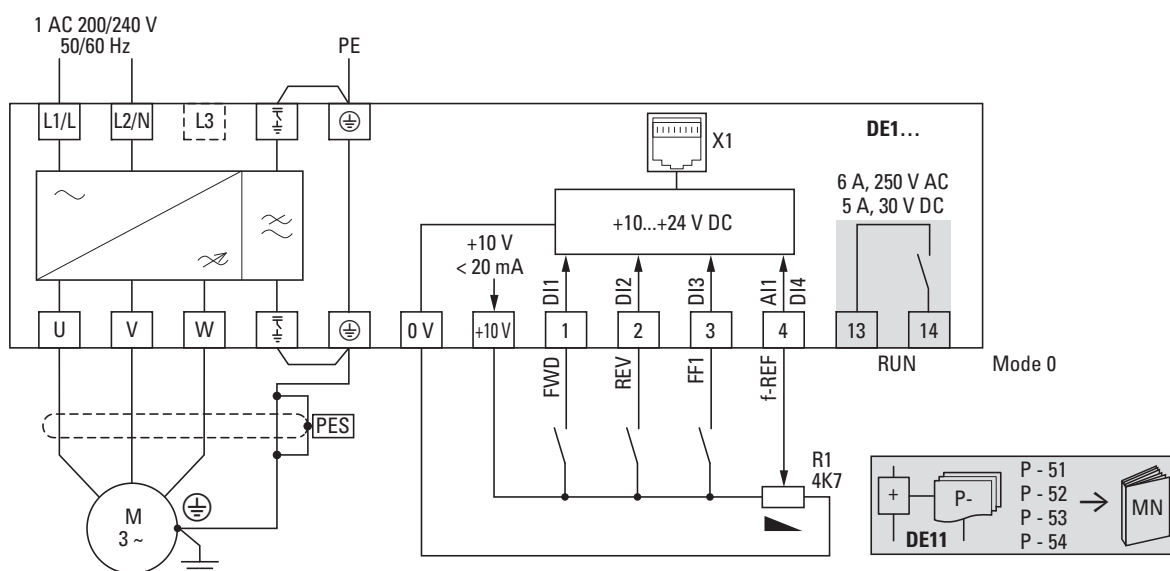 1 AC 200/240 V
50/60 Hz
PE
L1/L
L2/N
L3
X1
DE1...
6 A, 250 V AC
5 A, 30 V DC
+10...+24 V DC
+10 V
< 20 mA
DI1
DI2
DI3
AI1
DI4
U
V
W
0 V
+10 V
1
2
3
4
13
14
FWD
REV
FF1
f-REF
RUN
Mode 0
PES
R1
4K7
M
3 ~
+
P-
DE11
P - 51
P - 52
P - 53
P - 54
MN